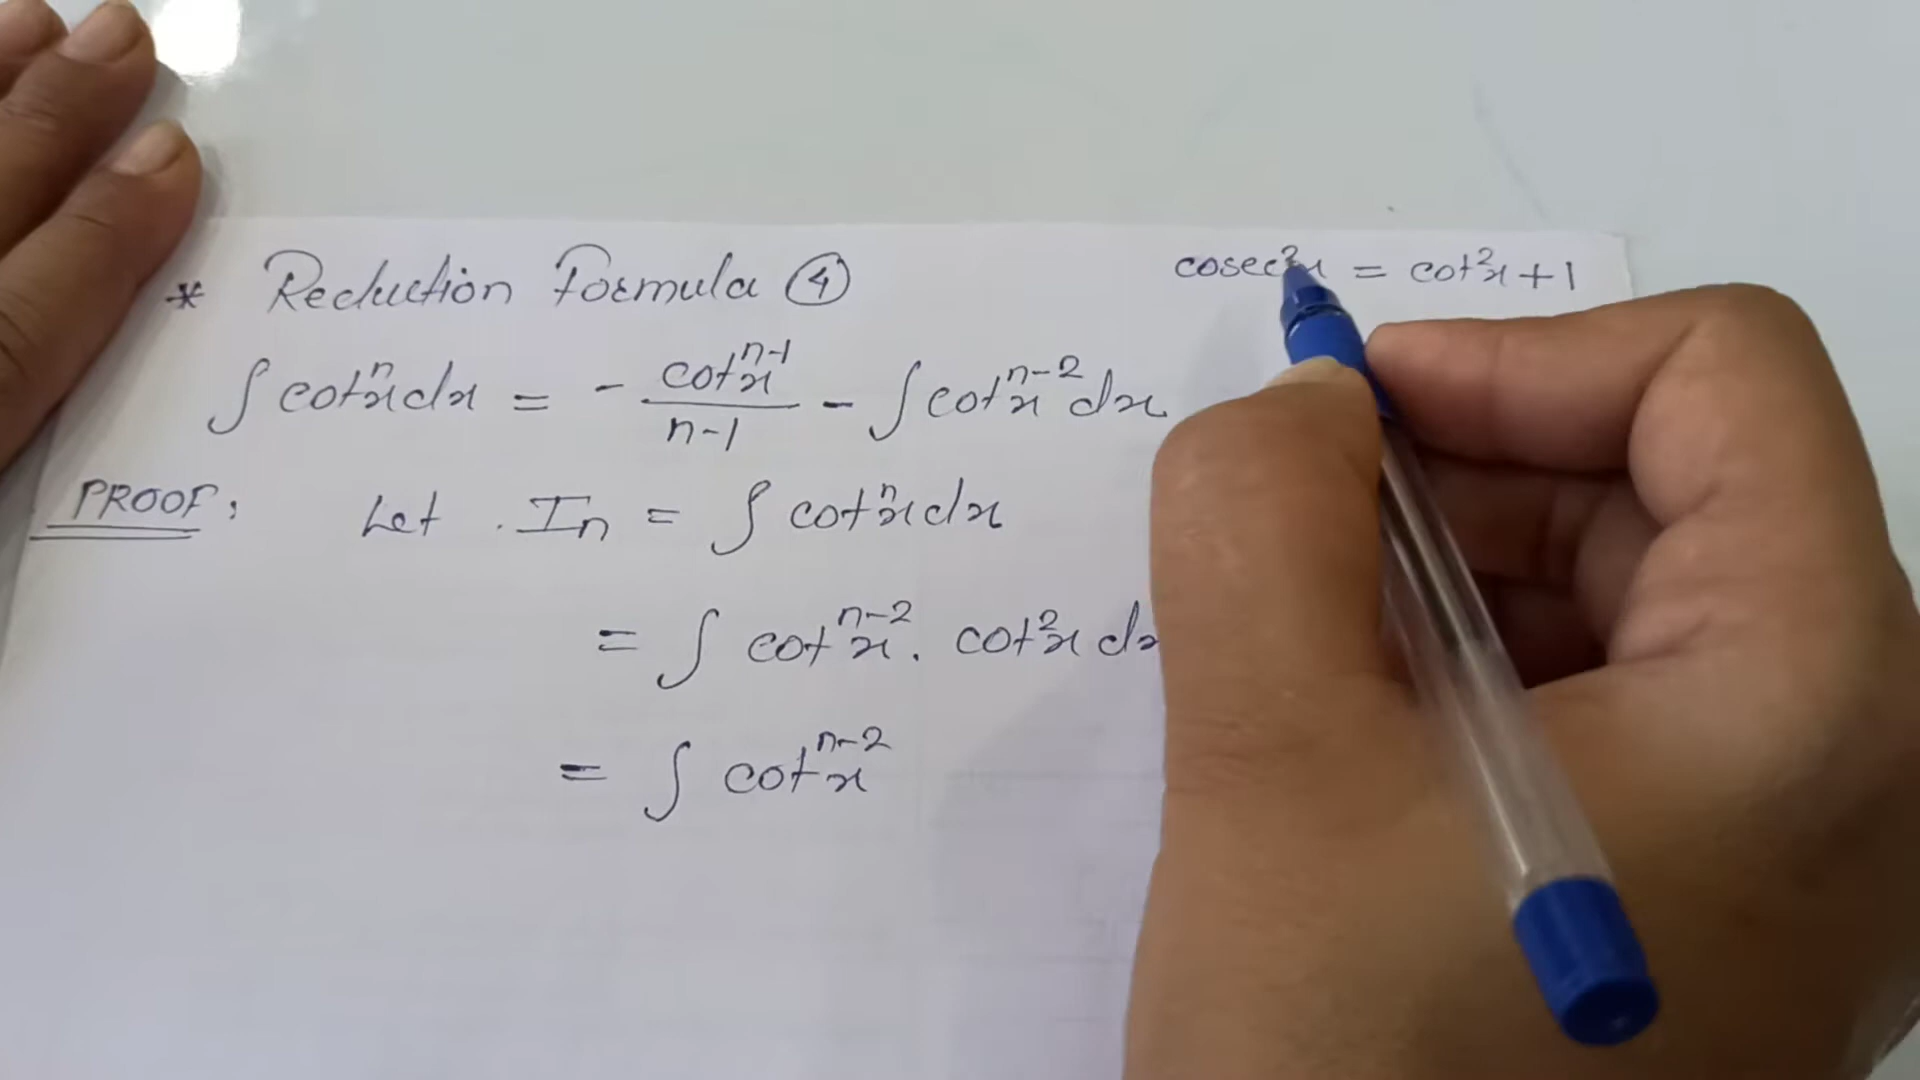 * Reduction Formula ④ cosec²x = cot²x + 1
∫ cotⁿx dx = - cotⁿ⁻¹x / n-1 - ∫ cotⁿ⁻²x dx
PROOF: Let Iₙ = ∫ cotⁿx dx
= ∫ cotⁿ⁻²x . cot²x dx
= ∫ cotⁿ⁻²x